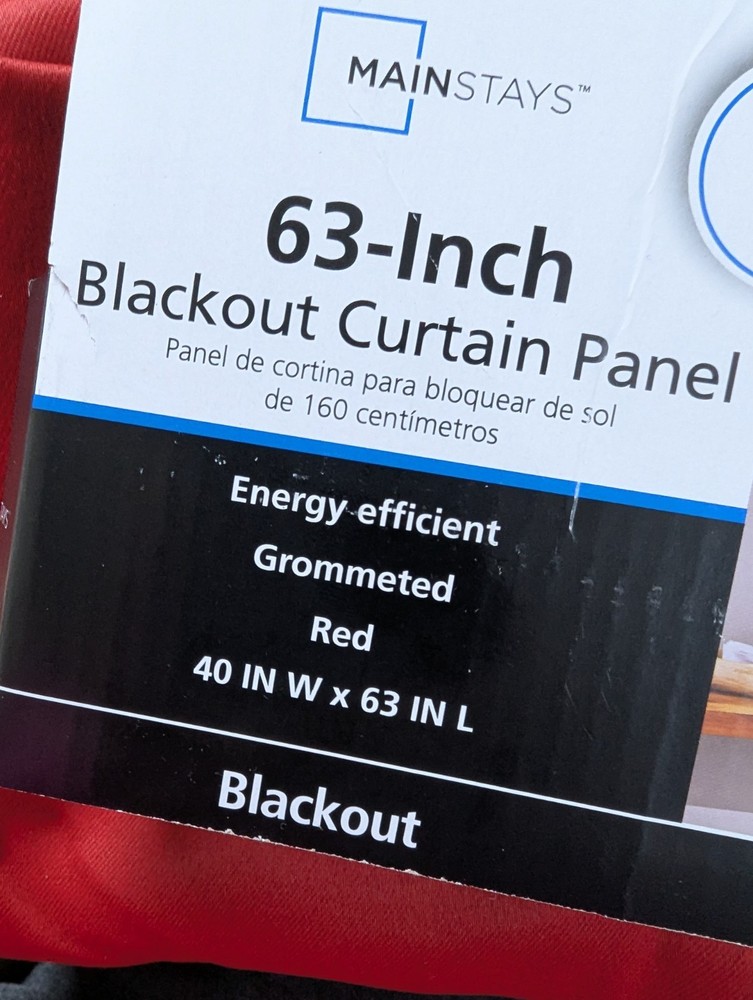 MAINSTAYS™
63-Inch
Blackout Curtain Panel
Panel de cortina para bloquear de sol
de 160 centímetros
Energy efficient
Grommeted
Red
40 IN W x 63 IN L
Blackout